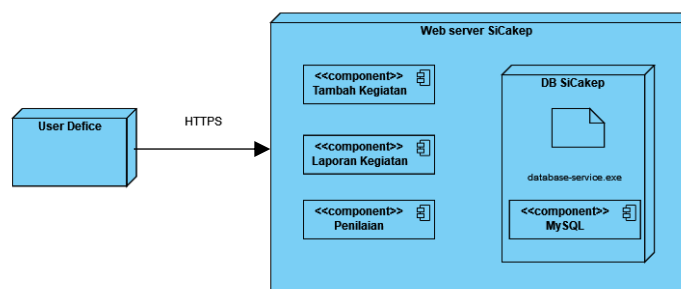 Web server SiCakep
<<component>>
Tambah Kegiatan
DB SiCakep
User Defice
HTTPS
<<component>>
Laporan Kegiatan
database-service.exe
<<component>>
Penilaian
<<component>>
MySQL